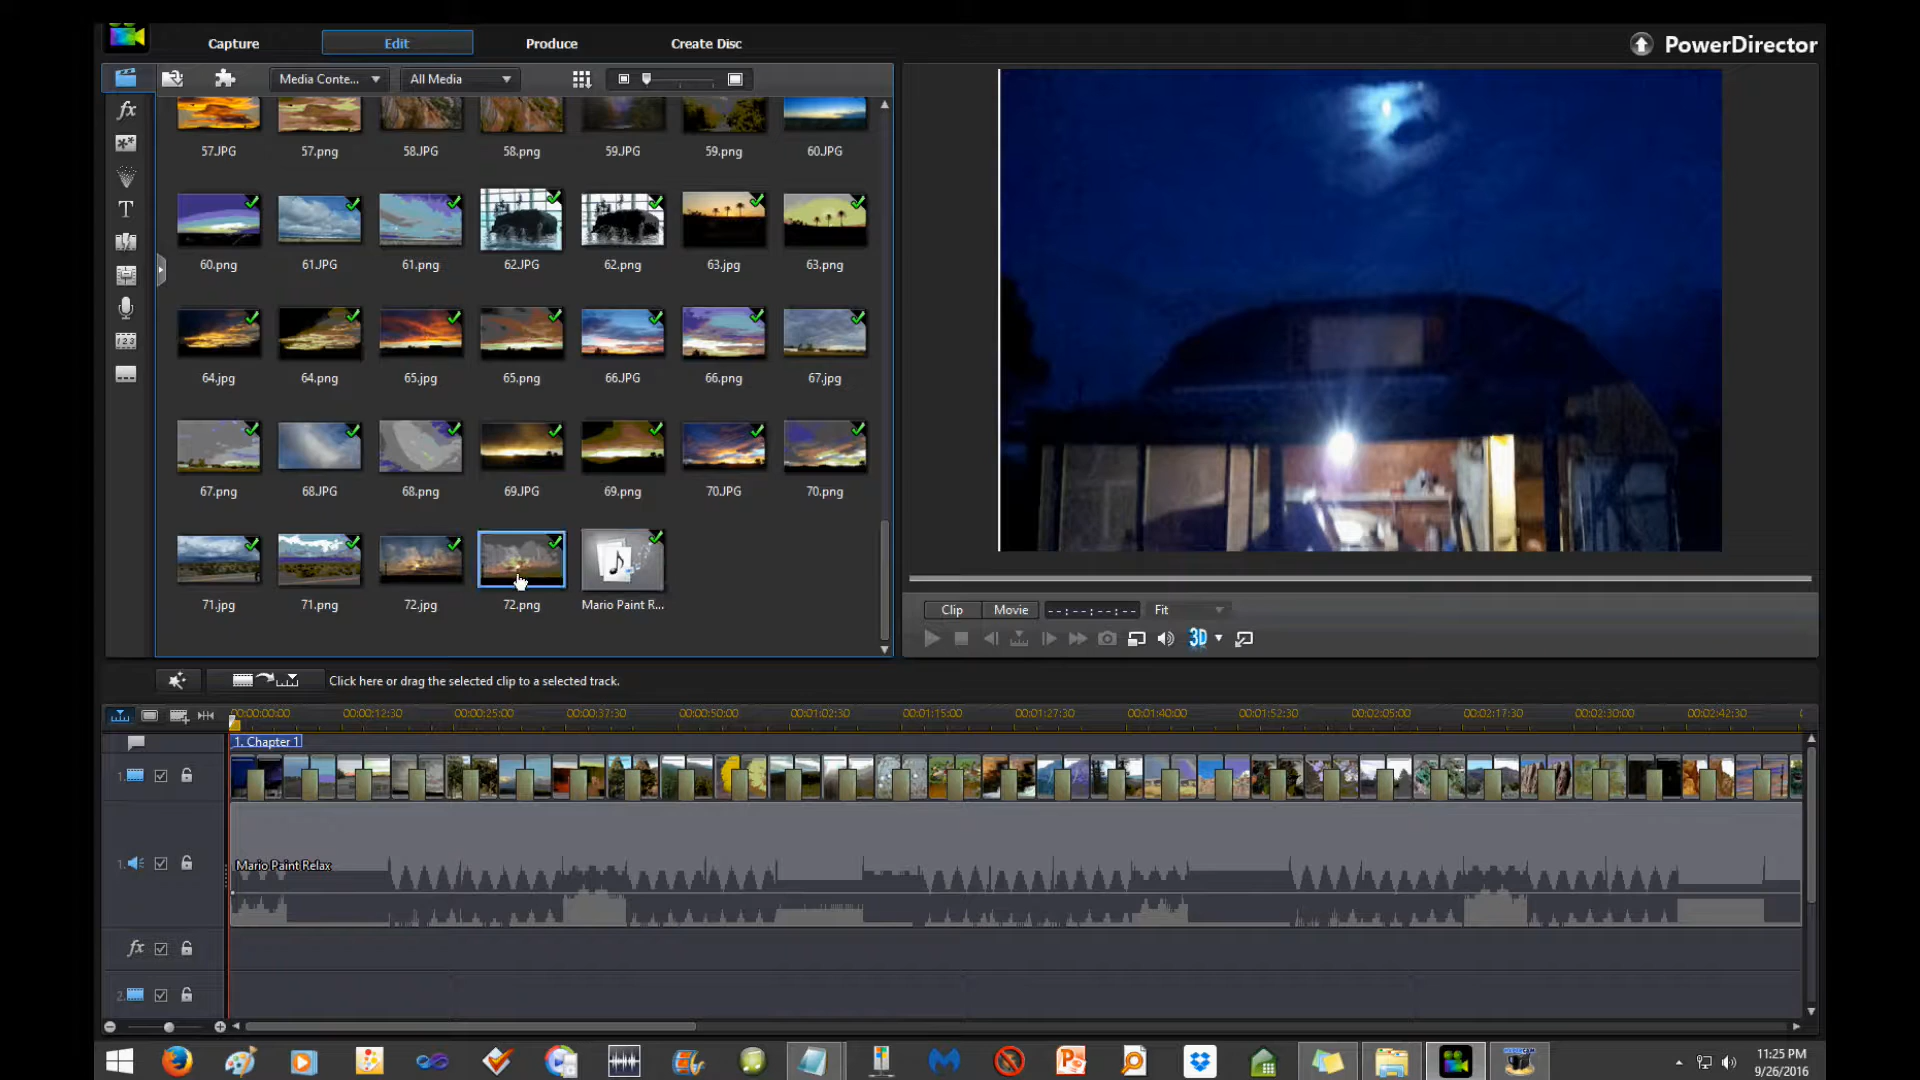 Capture Edit Produce Create Disc PowerDirector
Media Conte... All Media
57.JPG 57.png 58.JPG 58.png 59.JPG 59.png 60.JPG
60.png 61.JPG 61.png 62.JPG 62.png 63.jpg 63.png
64.jpg 64.png 65.jpg 65.png 66.JPG 66.png 67.jpg
67.png 68.JPG 68.png 69.JPG 69.png 70.JPG 70.png
71.jpg 71.png 72.jpg 72.png Mario Paint R...
Clip Movie --:--:--:-- Fit
3D
Click here or drag the selected clip to a selected track.
00:00:00:00 00:00:12:30 00:00:25:00 00:00:37:30 00:00:50:00 00:01:02:30 00:01:15:00 00:01:27:30 00:01:40:00 00:01:52:30 00:02:05:00 00:02:17:30 00:02:30:00 00:02:42:30
1. Chapter 1
1.
1. Mario Paint Relax
fx
2.
11:25 PM
9/26/2016